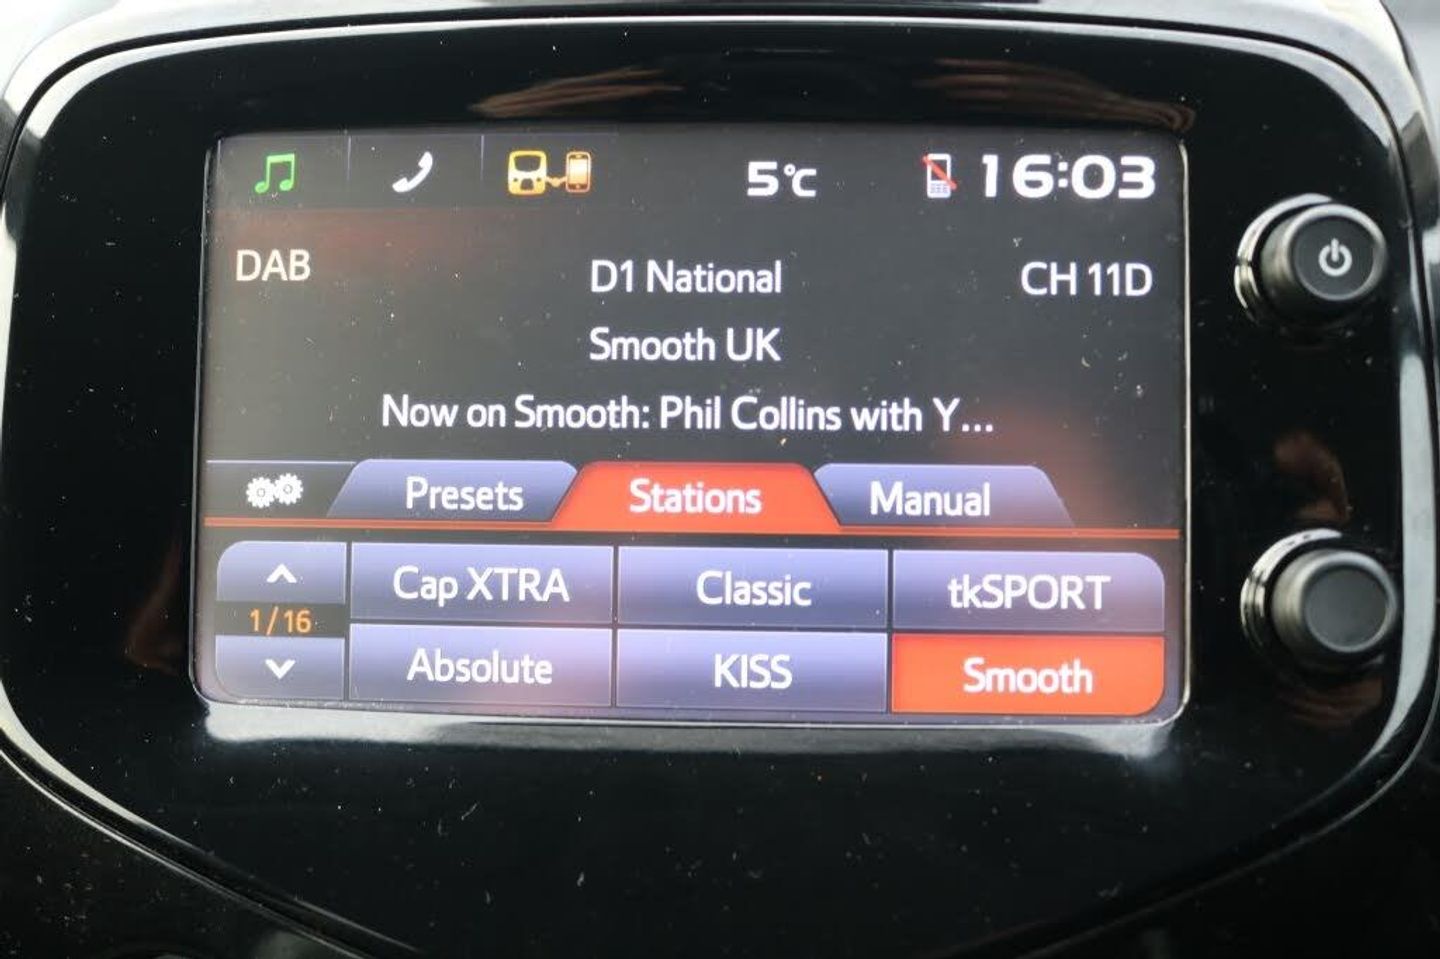 5°C 16:03
DAB D1 National CH 11D
Smooth UK
Now on Smooth: Phil Collins with Y...
Presets Stations Manual
Cap XTRA Classic tkSPORT
1/16
Absolute KISS Smooth